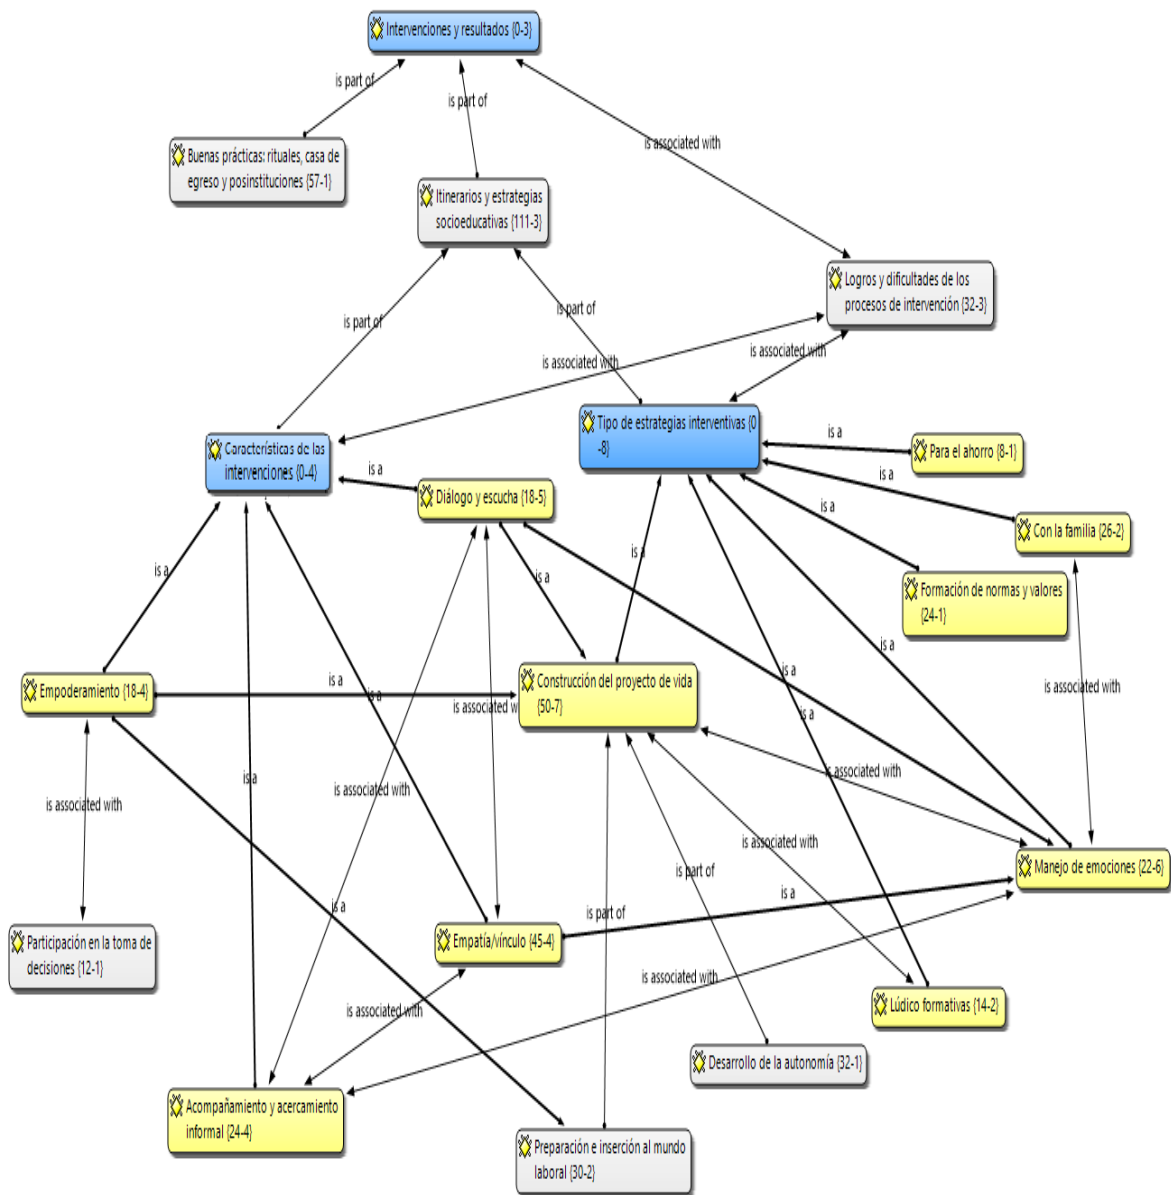 Intervenciones y resultados {0-3}
is part of
is part of
is associated with
Buenas prácticas: rituales, casa de
egreso y posinstituciones {57-1}
Itinerarios y estrategias
socioeducativas {111-3}
Logros y dificultades de los
procesos de intervención {32-3}
is part of
is part of
is associated with
is associated with
Tipo de estrategias interventivas {0
-8}
Características de las
intervenciones {0-4}
is a
Para el ahorro {8-1}
is a
Diálogo y escucha {18-5}
is a
is a
Con la familia {26-2}
is a
is a
is a
Formación de normas y valores
{24-1}
is a
Empoderamiento {18-4}
is a
Construcción del proyecto de vida
{50-7}
is a
is a
is associated w
is a
is associated with
is a
is associated with
is associated with
is associated with
is associated with
is part of
Manejo de emociones {22-6}
is a
is part of
is a
Participación en la toma de
decisiones {12-1}
Empatía/vínculo {45-4}
is associated with
Lúdico formativas {14-2}
is associated with
Desarrollo de la autonomía {32-1}
Acompañamiento y acercamiento
informal {24-4}
Preparación e inserción al mundo
laboral {30-2}